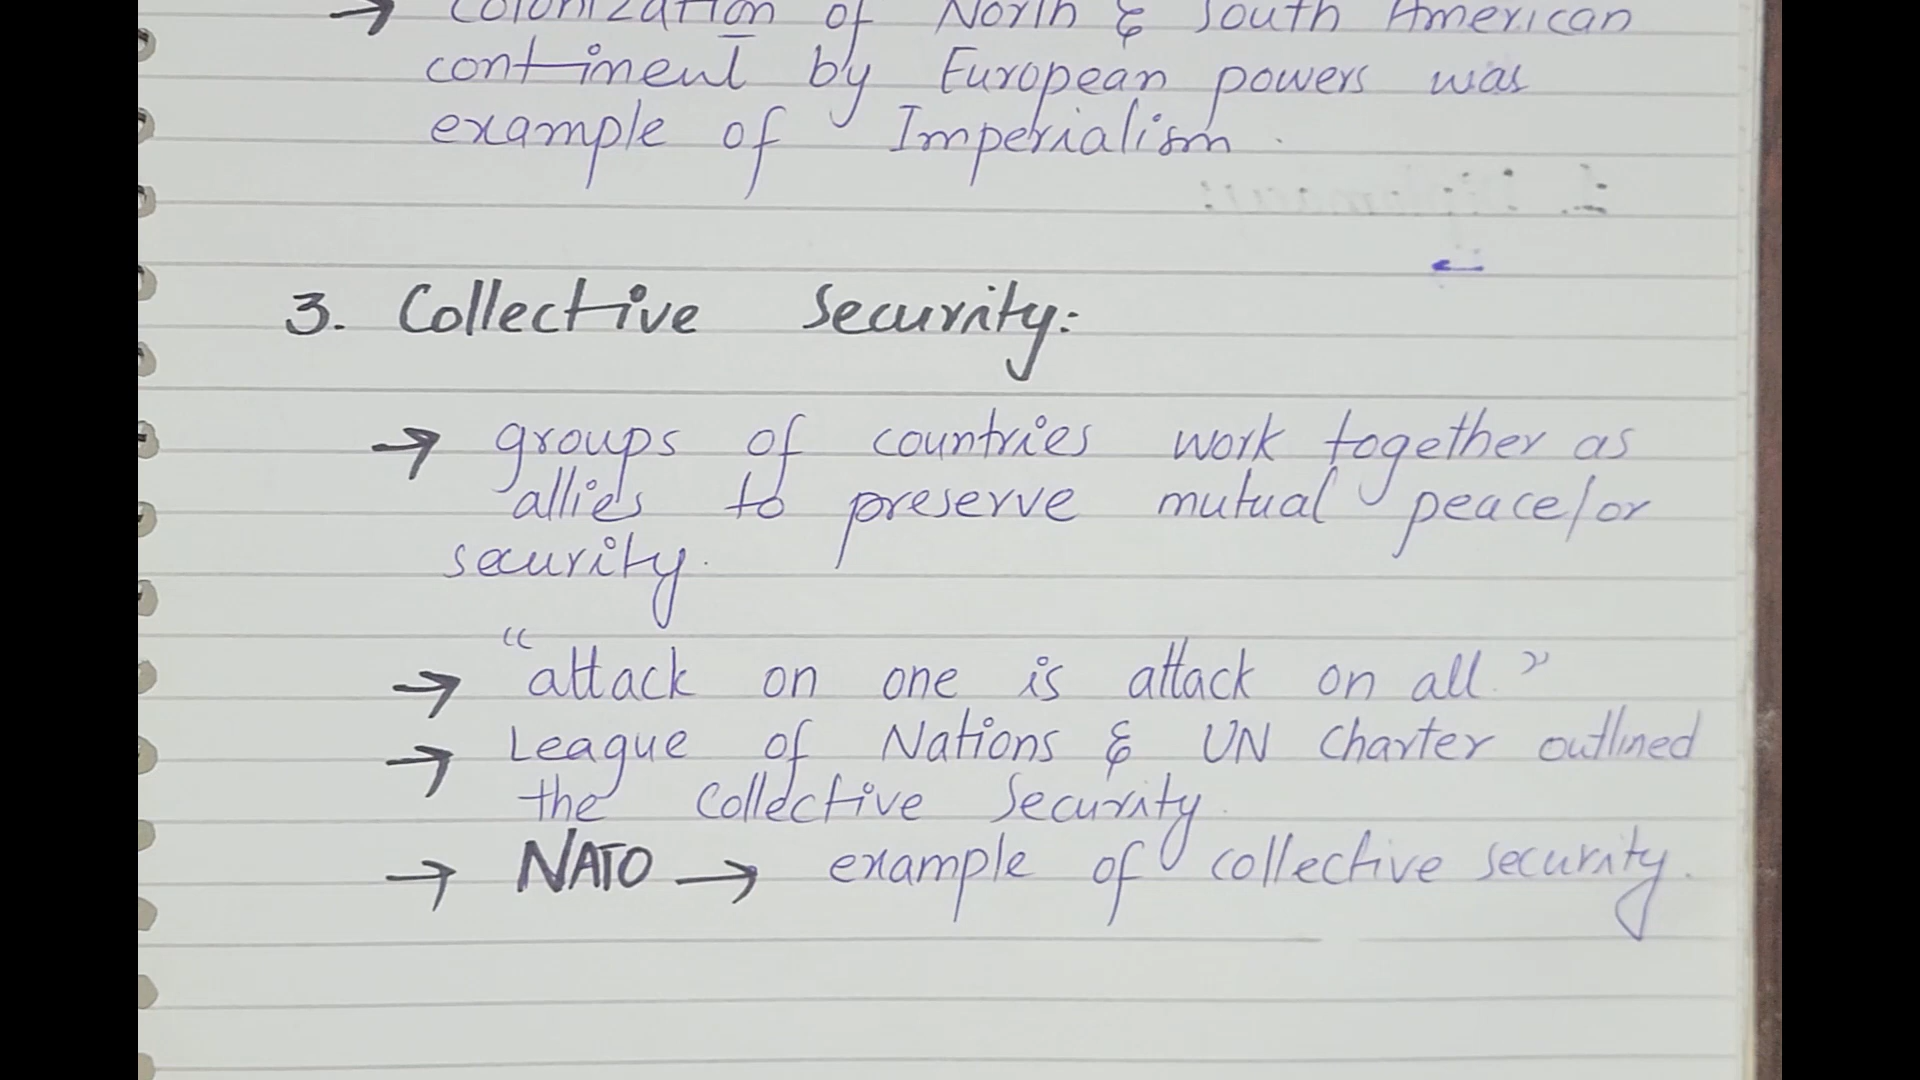 → Colonization of North & South American
continent by European powers was
example of Imperialism.
3. Collective Security:
→ groups of countries work together as
allies to preserve mutual peace/or
security.
→ "attack on one is attack on all."
→ League of Nations & UN Charter outlined
the Collective Security.
→ NATO → example of collective security.